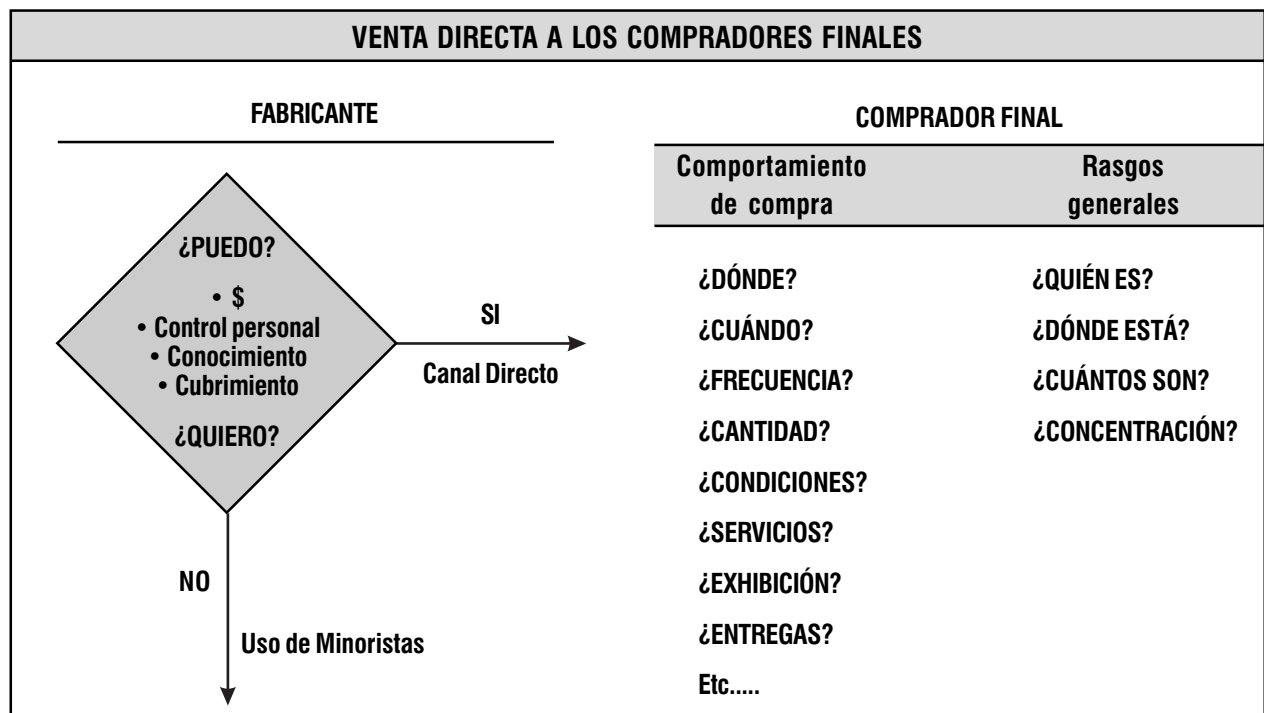 VENTA DIRECTA A LOS COMPRADORES FINALES
FABRICANTE
¿PUEDO?
• $
• Control personal
• Conocimiento
• Cubrimiento
¿QUIERO?
SI
Canal Directo
NO
Uso de Minoristas
COMPRADOR FINAL
Comportamiento
de compra
Rasgos
generales
¿DÓNDE?
¿CUÁNDO?
¿FRECUENCIA?
¿CANTIDAD?
¿CONDICIONES?
¿SERVICIOS?
¿EXHIBICIÓN?
¿ENTREGAS?
Etc.....
¿QUIÉN ES?
¿DÓNDE ESTÁ?
¿CUÁNTOS SON?
¿CONCENTRACIÓN?